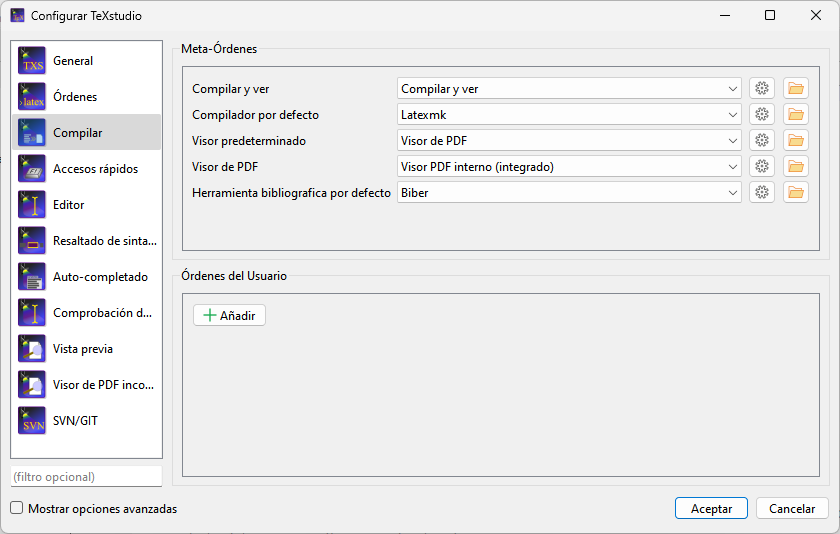 Configurar TeXstudio
TXS General
>latex Órdenes
Compilar
Accesos rápidos
Editor
Resaltado de sinta...
Auto-completado
Comprobación d...
Vista previa
Visor de PDF inco...
SVN SVN/GIT
(filtro opcional)
Meta-Órdenes
Compilar y ver Compilar y ver
Compilador por defecto Latexmk
Visor predeterminado Visor de PDF
Visor de PDF Visor PDF interno (integrado)
Herramienta bibliografica por defecto Biber
Órdenes del Usuario
Añadir
Mostrar opciones avanzadas
Aceptar Cancelar